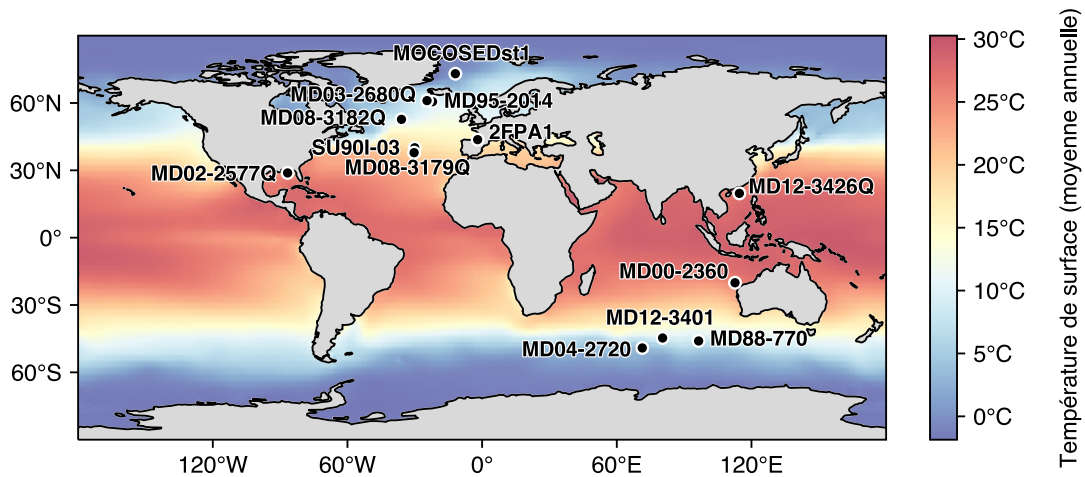 MOCOSEDst1
MD03-2680Q
MD95-2014
MD08-3182Q
2FPA1
SU90I-03
MD08-3179Q
MD02-2577Q
MD12-3426Q
MD00-2360
MD12-3401
MD88-770
MD04-2720
60°N
30°N
0°
30°S
60°S
120°W
60°W
0°
60°E
120°E
30°C
25°C
20°C
15°C
10°C
5°C
0°C
Température de surface (moyenne annuelle)